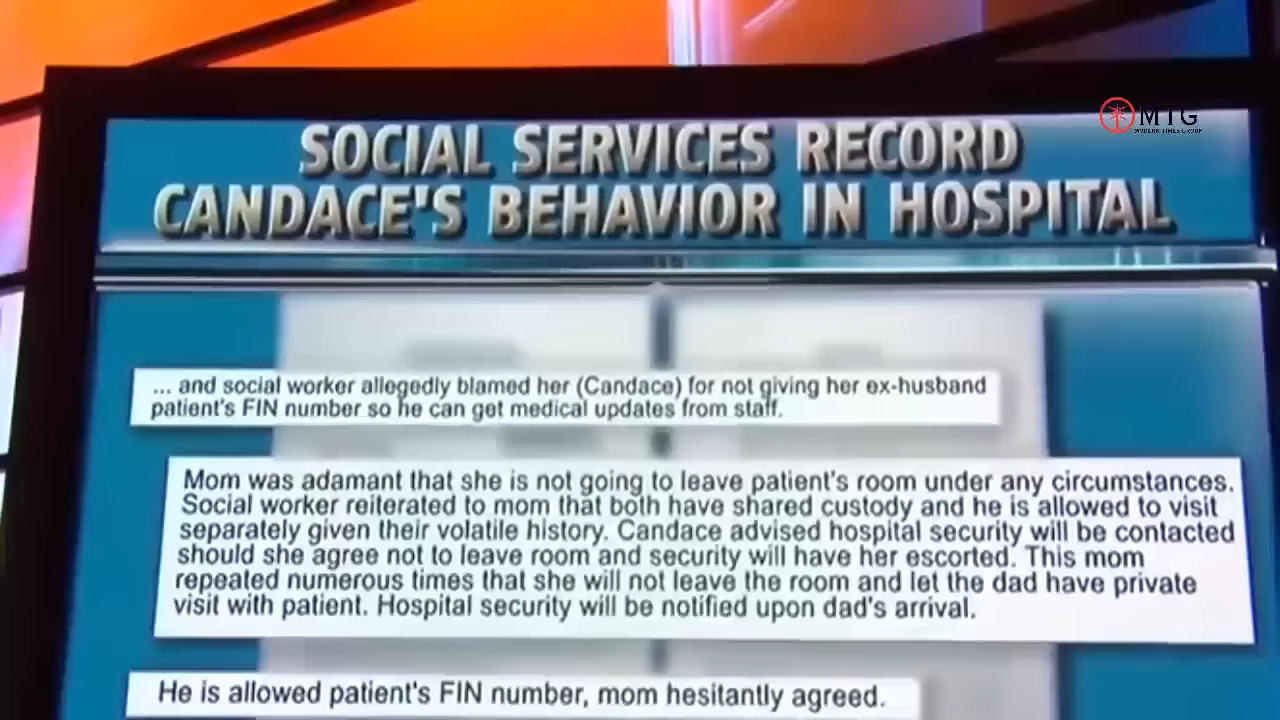 MTG
MODERN TIMES GROUP
SOCIAL SERVICES RECORD
CANDACE'S BEHAVIOR IN HOSPITAL
... and social worker allegedly blamed her (Candace) for not giving her ex-husband
patient's FIN number so he can get medical updates from staff.
Mom was adamant that she is not going to leave patient's room under any circumstances.
Social worker reiterated to mom that both have shared custody and he is allowed to visit
separately given their volatile history. Candace advised hospital security will be contacted
should she agree not to leave room and security will have her escorted. This mom
repeated numerous times that she will not leave the room and let the dad have private
visit with patient. Hospital security will be notified upon dad's arrival.
He is allowed patient's FIN number, mom hesitantly agreed.